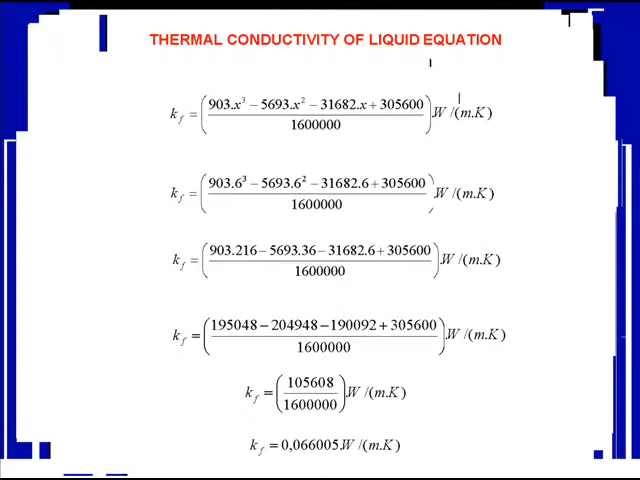 THERMAL CONDUCTIVITY OF LIQUID EQUATION
k_f = ( (903.x³ − 5693.x² − 31682.x + 305600) / 1600000 ).W /(m.K)
k_f = ( (903.6³ − 5693.6² − 31682.6 + 305600) / 1600000 ).W /(m.K)
k_f = ( (903.216 − 5693.36 − 31682.6 + 305600) / 1600000 ).W /(m.K)
k_f = ( (195048 − 204948 − 190092 + 305600) / 1600000 ).W /(m.K)
k_f = ( 105608 / 1600000 ).W /(m.K)
k_f = 0,066005.W /(m.K)